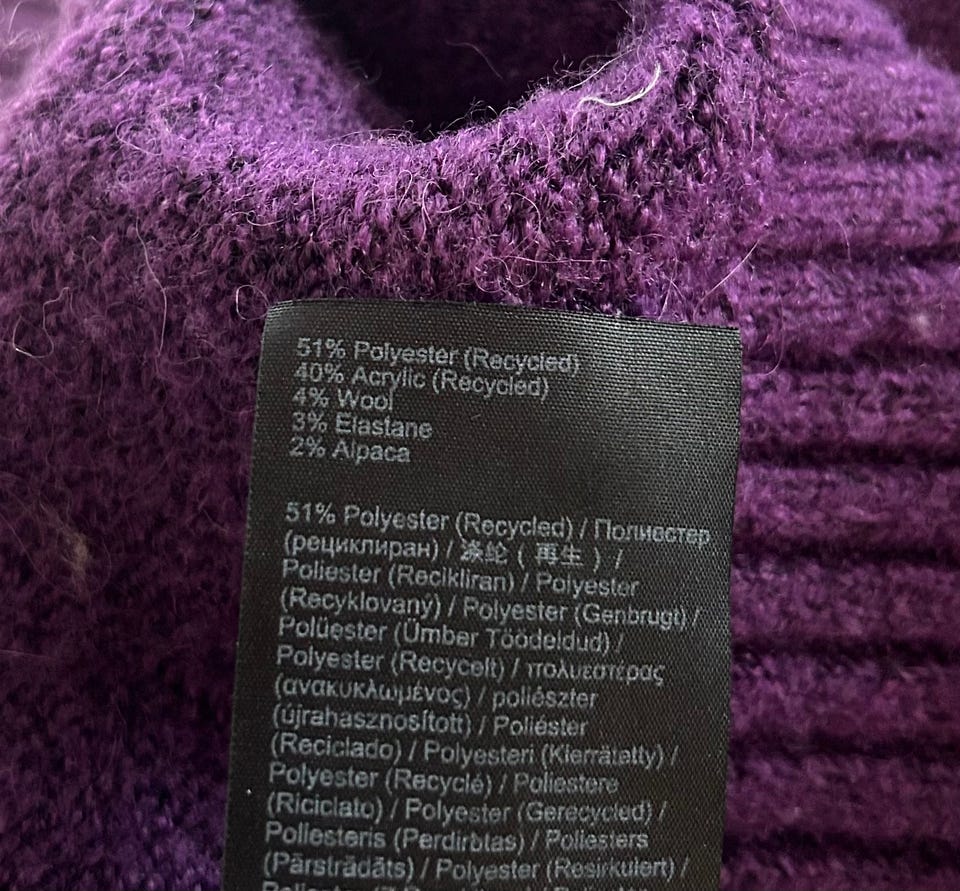 51% Polyester (Recycled)
40% Acrylic (Recycled)
4% Wool
3% Elastane
2% Alpaca
51% Polyester (Recycled) / Полиестер
(рециклиран) / 涤纶 ( 再生 ) /
Poliester (Recikliran) / Polyester
(Recyklovaný) / Polyester (Genbrugt) /
Polüester (Ümber Töödeldud) /
Polyester (Recycelt) / πολυεστέρας
(ανακυκλωμένος) / poliészter
(újrahasznosított) / Poliéster
(Reciclado) / Polyesteri (Kierrätetty) /
Polyester (Recyclé) / Poliestere
(Riciclato) / Polyester (Gerecycled) /
Poliesteris (Perdirbtas) / Poliesters
(Pārstrādāts) / Polyester (Resirkulert) /